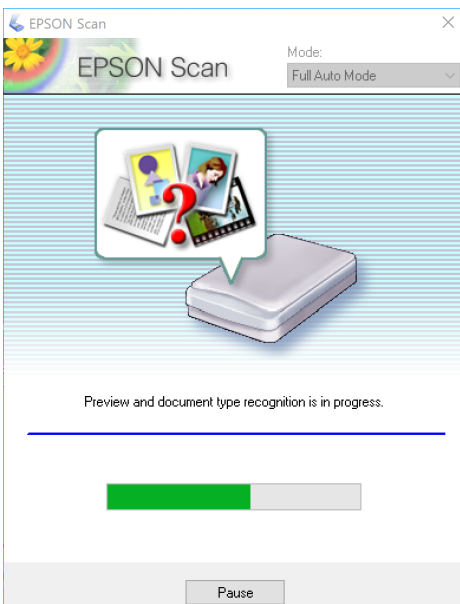 EPSON Scan
EPSON Scan
Mode:
Full Auto Mode
Preview and document type recognition is in progress.
Pause